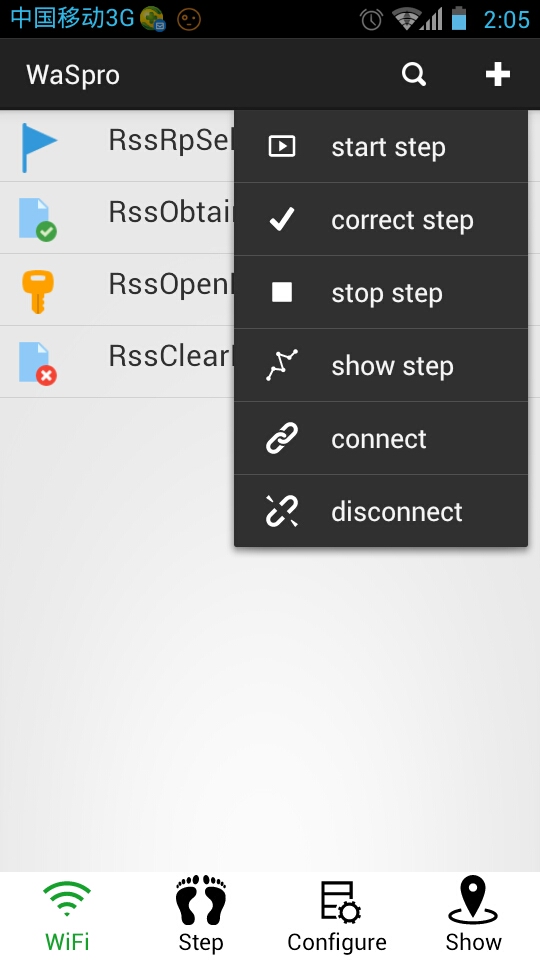 中国移动3G
2:05
WaSpro
RssRpSel
start step
RssObtai
correct step
RssOpen
stop step
RssClear
show step
connect
disconnect
WiFi
Step
Configure
Show